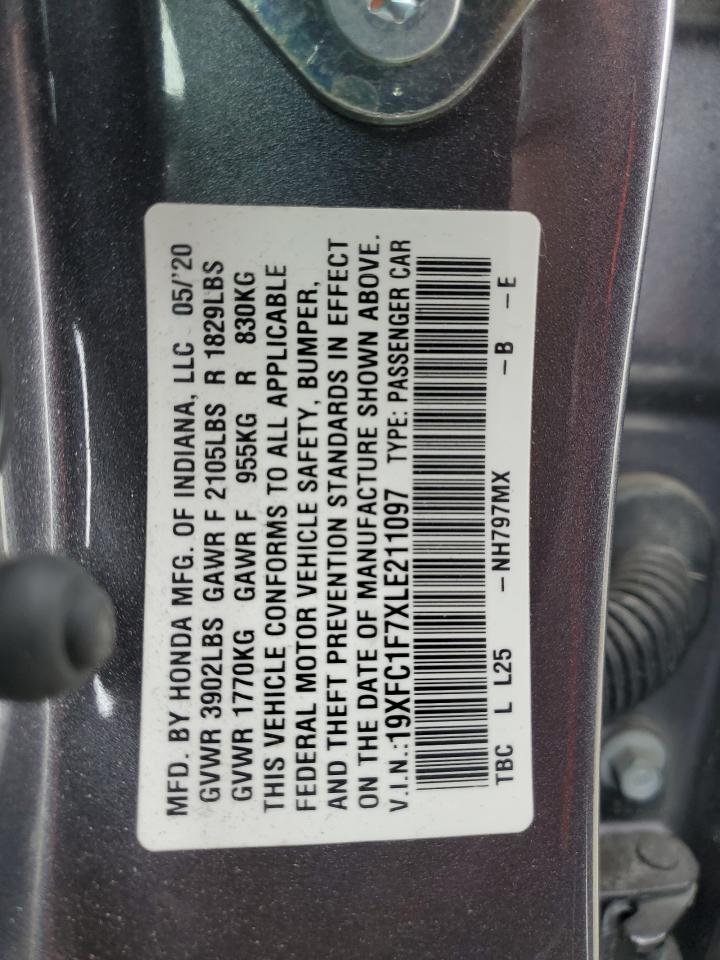 MFD. BY HONDA MFG. OF INDIANA, LLC 05/'20
GVWR 3902LBS GAWR F 2105LBS R 1829LBS
GVWR 1770KG GAWR F 955KG R 830KG
THIS VEHICLE CONFORMS TO ALL APPLICABLE
FEDERAL MOTOR VEHICLE SAFETY, BUMPER,
AND THEFT PREVENTION STANDARDS IN EFFECT
ON THE DATE OF MANUFACTURE SHOWN ABOVE.
V.I.N.:19XFC1F7XLE211097 TYPE: PASSENGER CAR
TBC L L25 -NH797MX -B -E